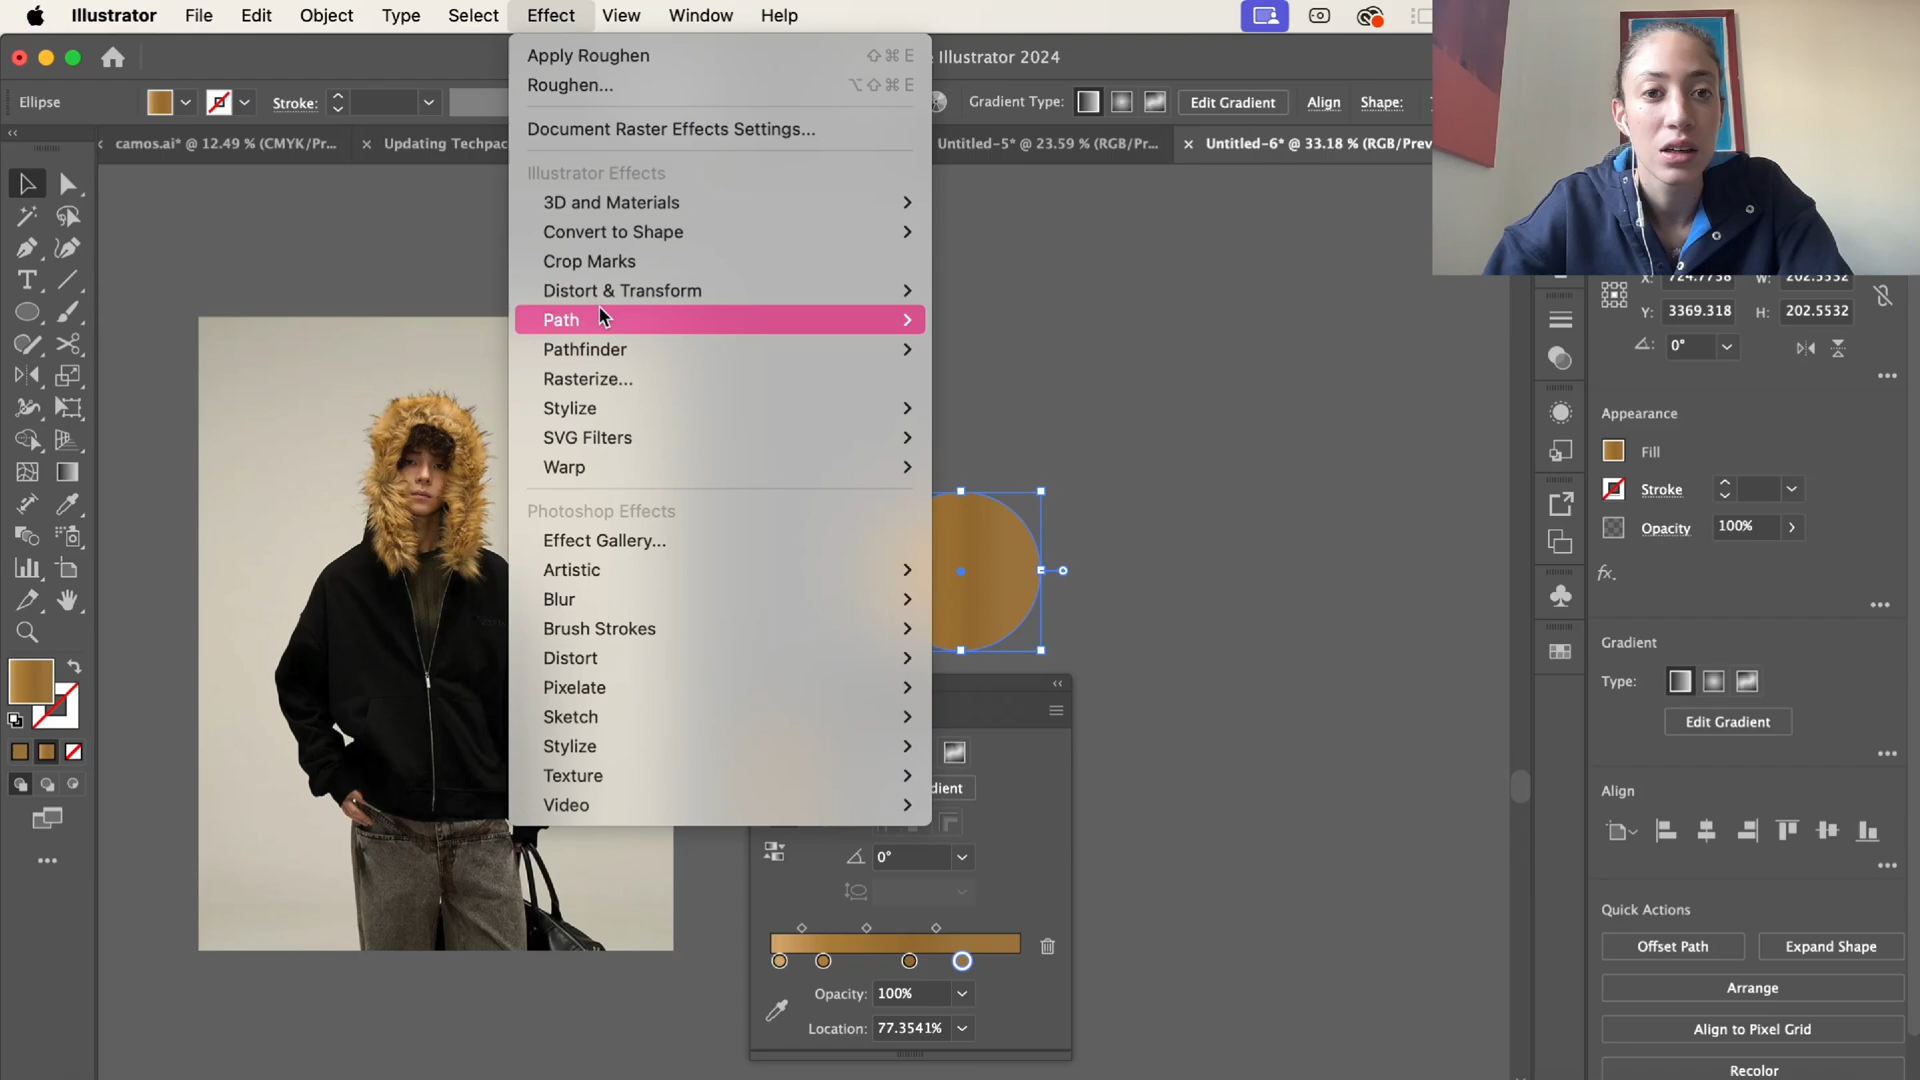 Illustrator File Edit Object Type Select Effect View Window Help
Illustrator 2024
Ellipse Stroke: Gradient Type: Edit Gradient Align Shape:
camos.ai* @ 12.49 % (CMYK/Pr... Updating Techpac Untitled-5* @ 23.59 % (RGB/Pr... Untitled-6* @ 33.18 % (RGB/Prev
Apply Roughen ⇧⌘E
Roughen... ⌥⇧⌘E
Document Raster Effects Settings...
Illustrator Effects
3D and Materials
Convert to Shape
Crop Marks
Distort & Transform
Path
Pathfinder
Rasterize...
Stylize
SVG Filters
Warp
Photoshop Effects
Effect Gallery...
Artistic
Blur
Brush Strokes
Distort
Pixelate
Sketch
Stylize
Texture
Video
dient
0°
Opacity: 100%
Location: 77.3541%
X: 724.7738 W: 202.5532
Y: 3369.318 H: 202.5532
0°
Appearance
Fill
Stroke
Opacity 100%
fx.
Gradient
Type:
Edit Gradient
Align
Quick Actions
Offset Path Expand Shape
Arrange
Align to Pixel Grid
Recolor